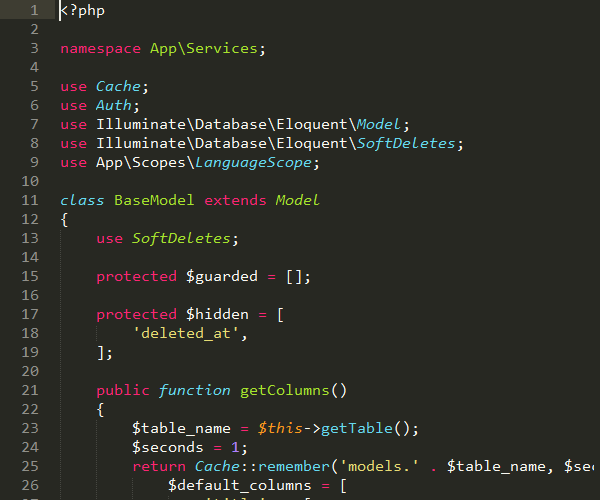 1 <?php
2
3 namespace App\Services;
4
5 use Cache;
6 use Auth;
7 use Illuminate\Database\Eloquent\Model;
8 use Illuminate\Database\Eloquent\SoftDeletes;
9 use App\Scopes\LanguageScope;
10
11 class BaseModel extends Model
12 {
13     use SoftDeletes;
14
15     protected $guarded = [];
16
17     protected $hidden = [
18         'deleted_at',
19     ];
20
21     public function getColumns()
22     {
23         $table_name = $this->getTable();
24         $seconds = 1;
25         return Cache::remember('models.' . $table_name, $sec
26             $default_columns = [